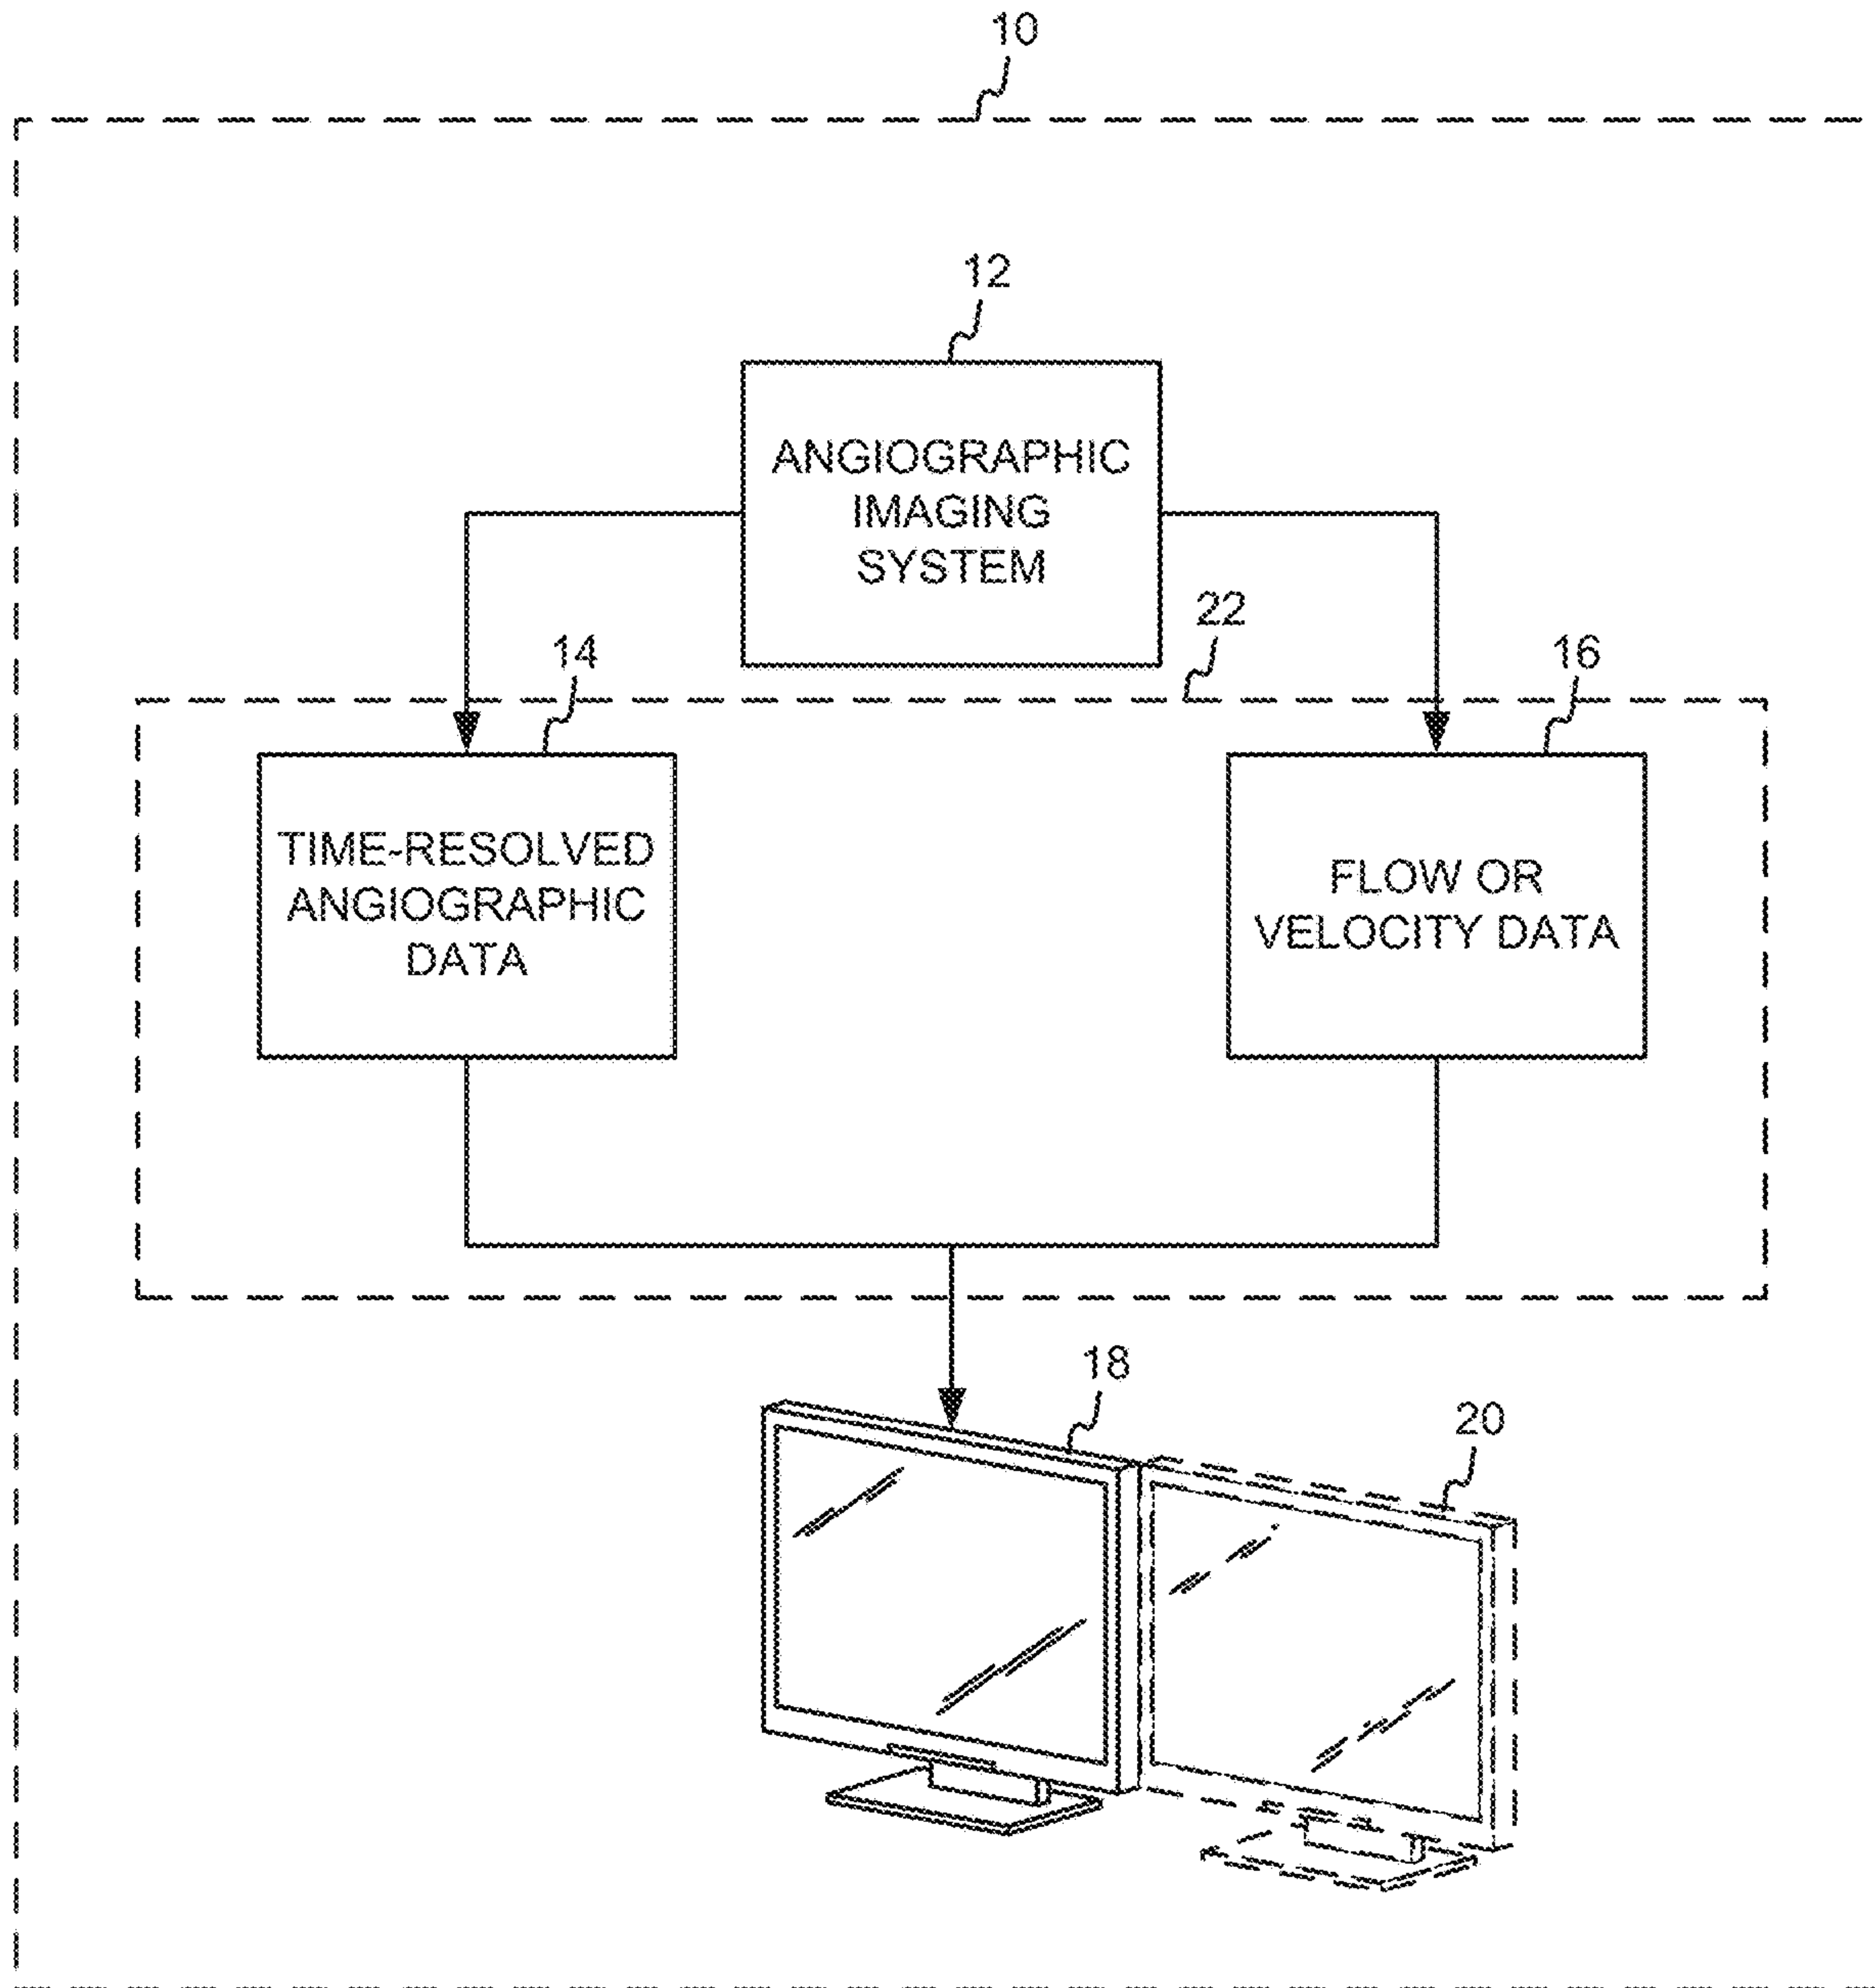 10
12
ANGIOGRAPHIC
IMAGING
SYSTEM
22
14
16
TIME-RESOLVED
ANGIOGRAPHIC
DATA
FLOW OR
VELOCITY DATA
18
20